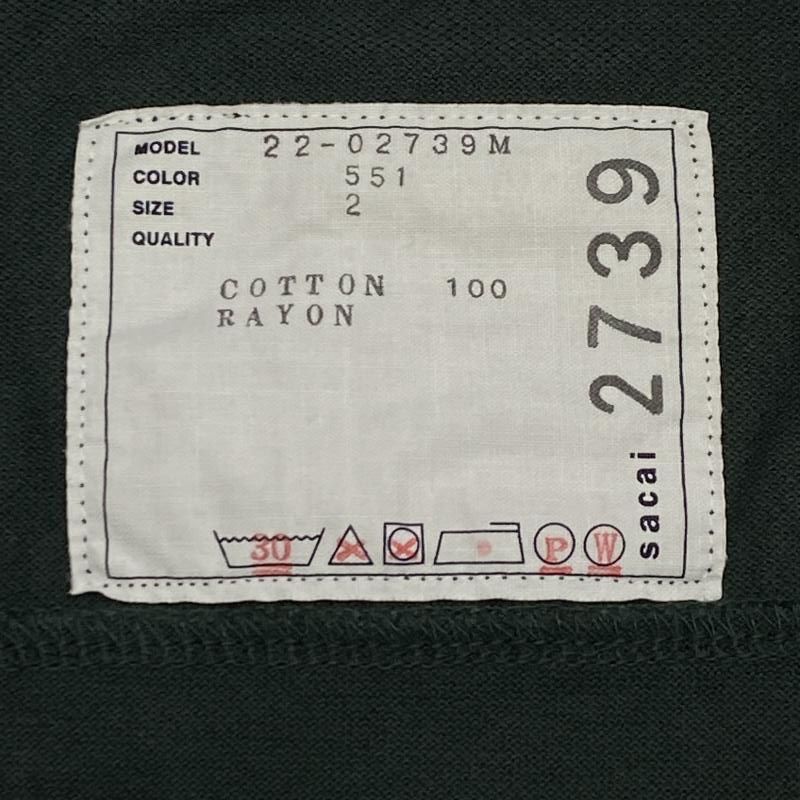 MODEL 22-02739M
COLOR 551
SIZE 2
QUALITY
COTTON 100
RAYON
30
P
W
sacai 2739